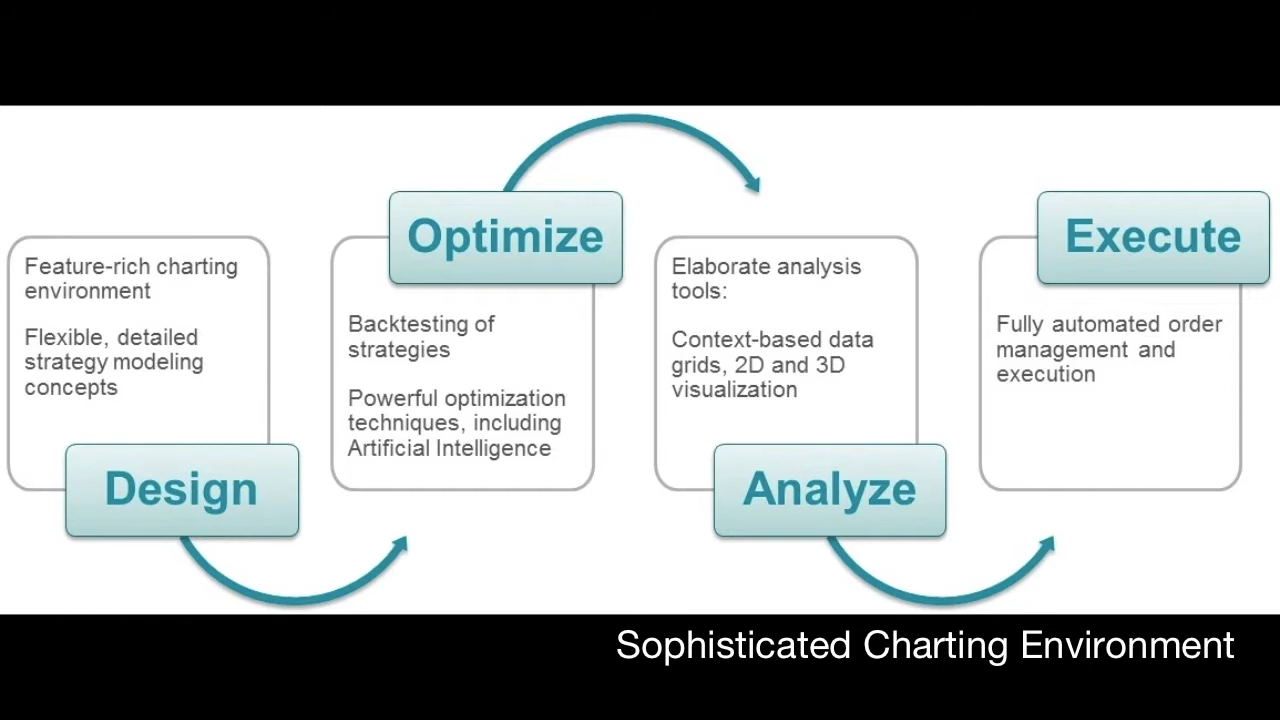 Feature-rich charting
environment
Flexible, detailed
strategy modeling
concepts
Design
Optimize
Backtesting of
strategies
Powerful optimization
techniques, including
Artificial Intelligence
Elaborate analysis
tools:
Context-based data
grids, 2D and 3D
visualization
Analyze
Execute
Fully automated order
management and
execution
Sophisticated Charting Environment